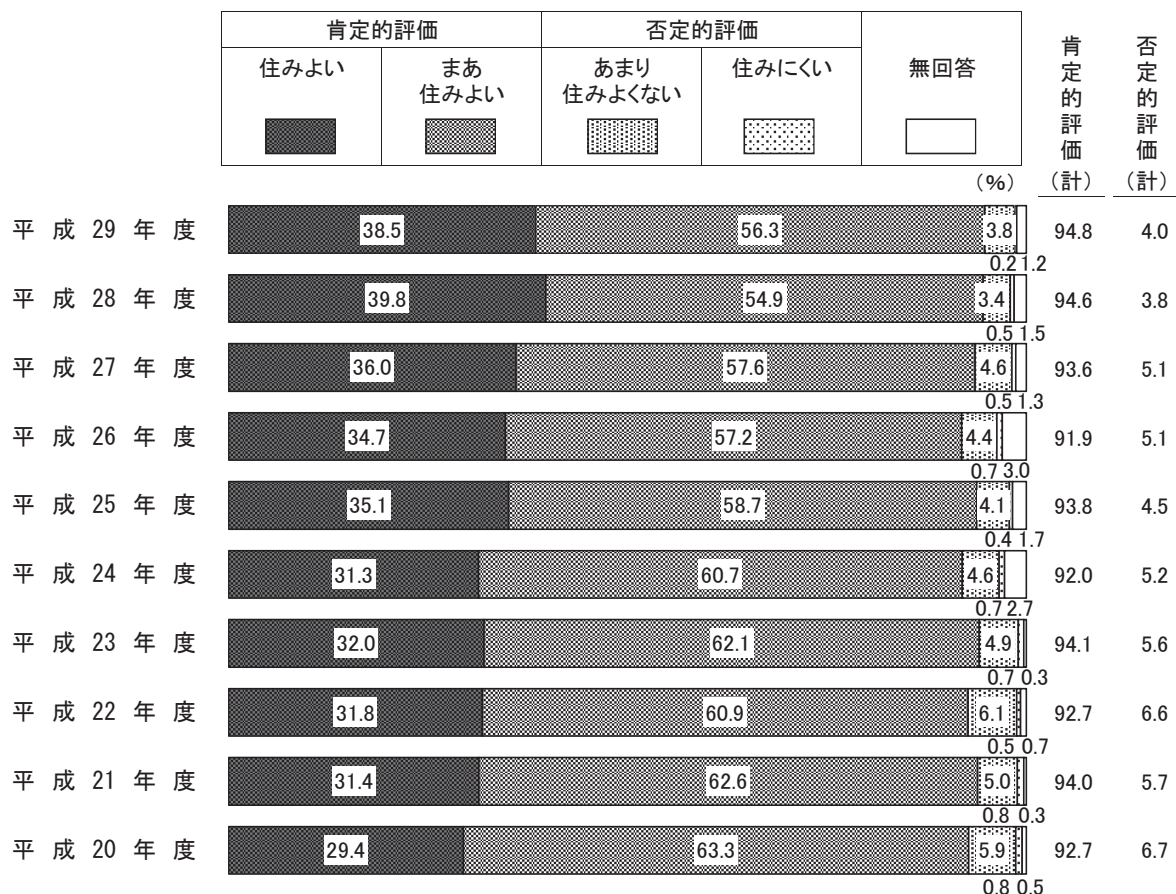 肯定的評価 否定的評価
住みよい まあ住みよい あまり住みよくない 住みにくい 無回答
肯定的評価（計） 否定的評価（計）
（％）
平成29年度 38.5 56.3 3.8 94.8 4.0
0.2 1.2
平成28年度 39.8 54.9 3.4 94.6 3.8
0.5 1.5
平成27年度 36.0 57.6 4.6 93.6 5.1
0.5 1.3
平成26年度 34.7 57.2 4.4 91.9 5.1
0.7 3.0
平成25年度 35.1 58.7 4.1 93.8 4.5
0.4 1.7
平成24年度 31.3 60.7 4.6 92.0 5.2
0.7 2.7
平成23年度 32.0 62.1 4.9 94.1 5.6
0.7 0.3
平成22年度 31.8 60.9 6.1 92.7 6.6
0.5 0.7
平成21年度 31.4 62.6 5.0 94.0 5.7
0.8 0.3
平成20年度 29.4 63.3 5.9 92.7 6.7
0.8 0.5